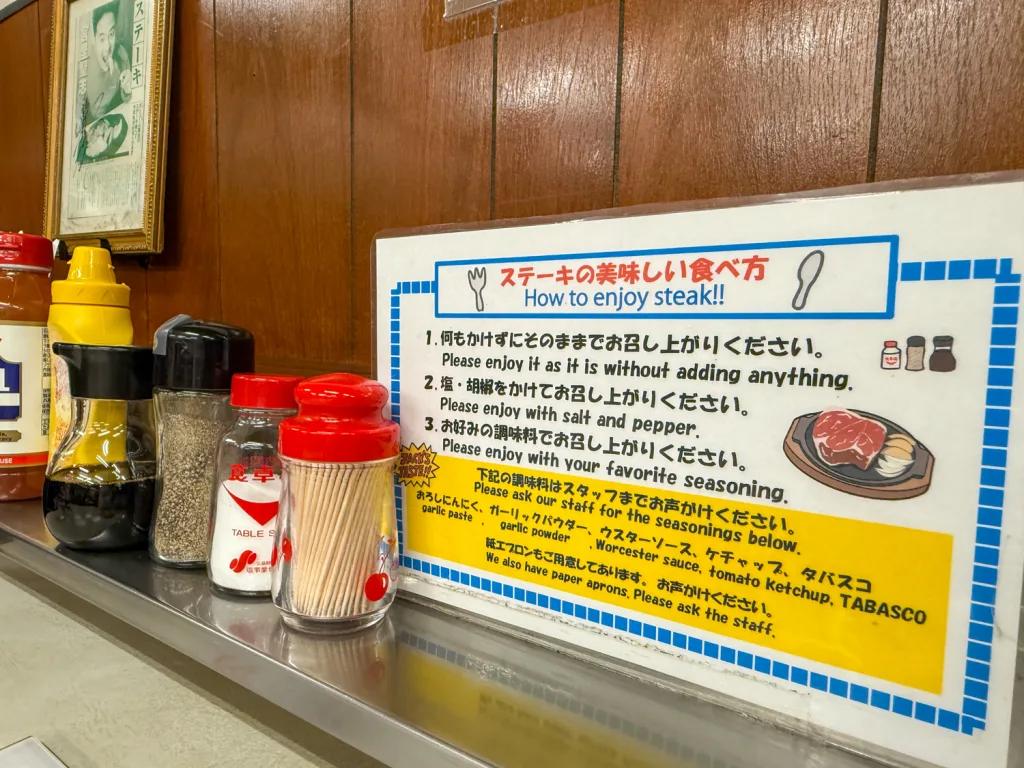 ステーキ
食卓
TABLE S
ステーキの美味しい食べ方
How to enjoy steak!!
1. 何もかけずにそのままでお召し上がりください。
Please enjoy it as it is without adding anything.
2. 塩・胡椒をかけてお召し上がりください。
Please enjoy with salt and pepper.
3. お好みの調味料でお召し上がりください。
Please enjoy with your favorite seasoning.
下記の調味料はスタッフまでお声がけください。
Please ask our staff for the seasonings below.
おろしにんにく、ガーリックパウダー、ウスターソース、ケチャップ、タバスコ
garlic paste 、 garlic powder 、Worcester sauce, tomato Ketchup, TABASCO
紙エプロンもご用意してあります。お声がけください。
We also have paper aprons. Please ask the staff.